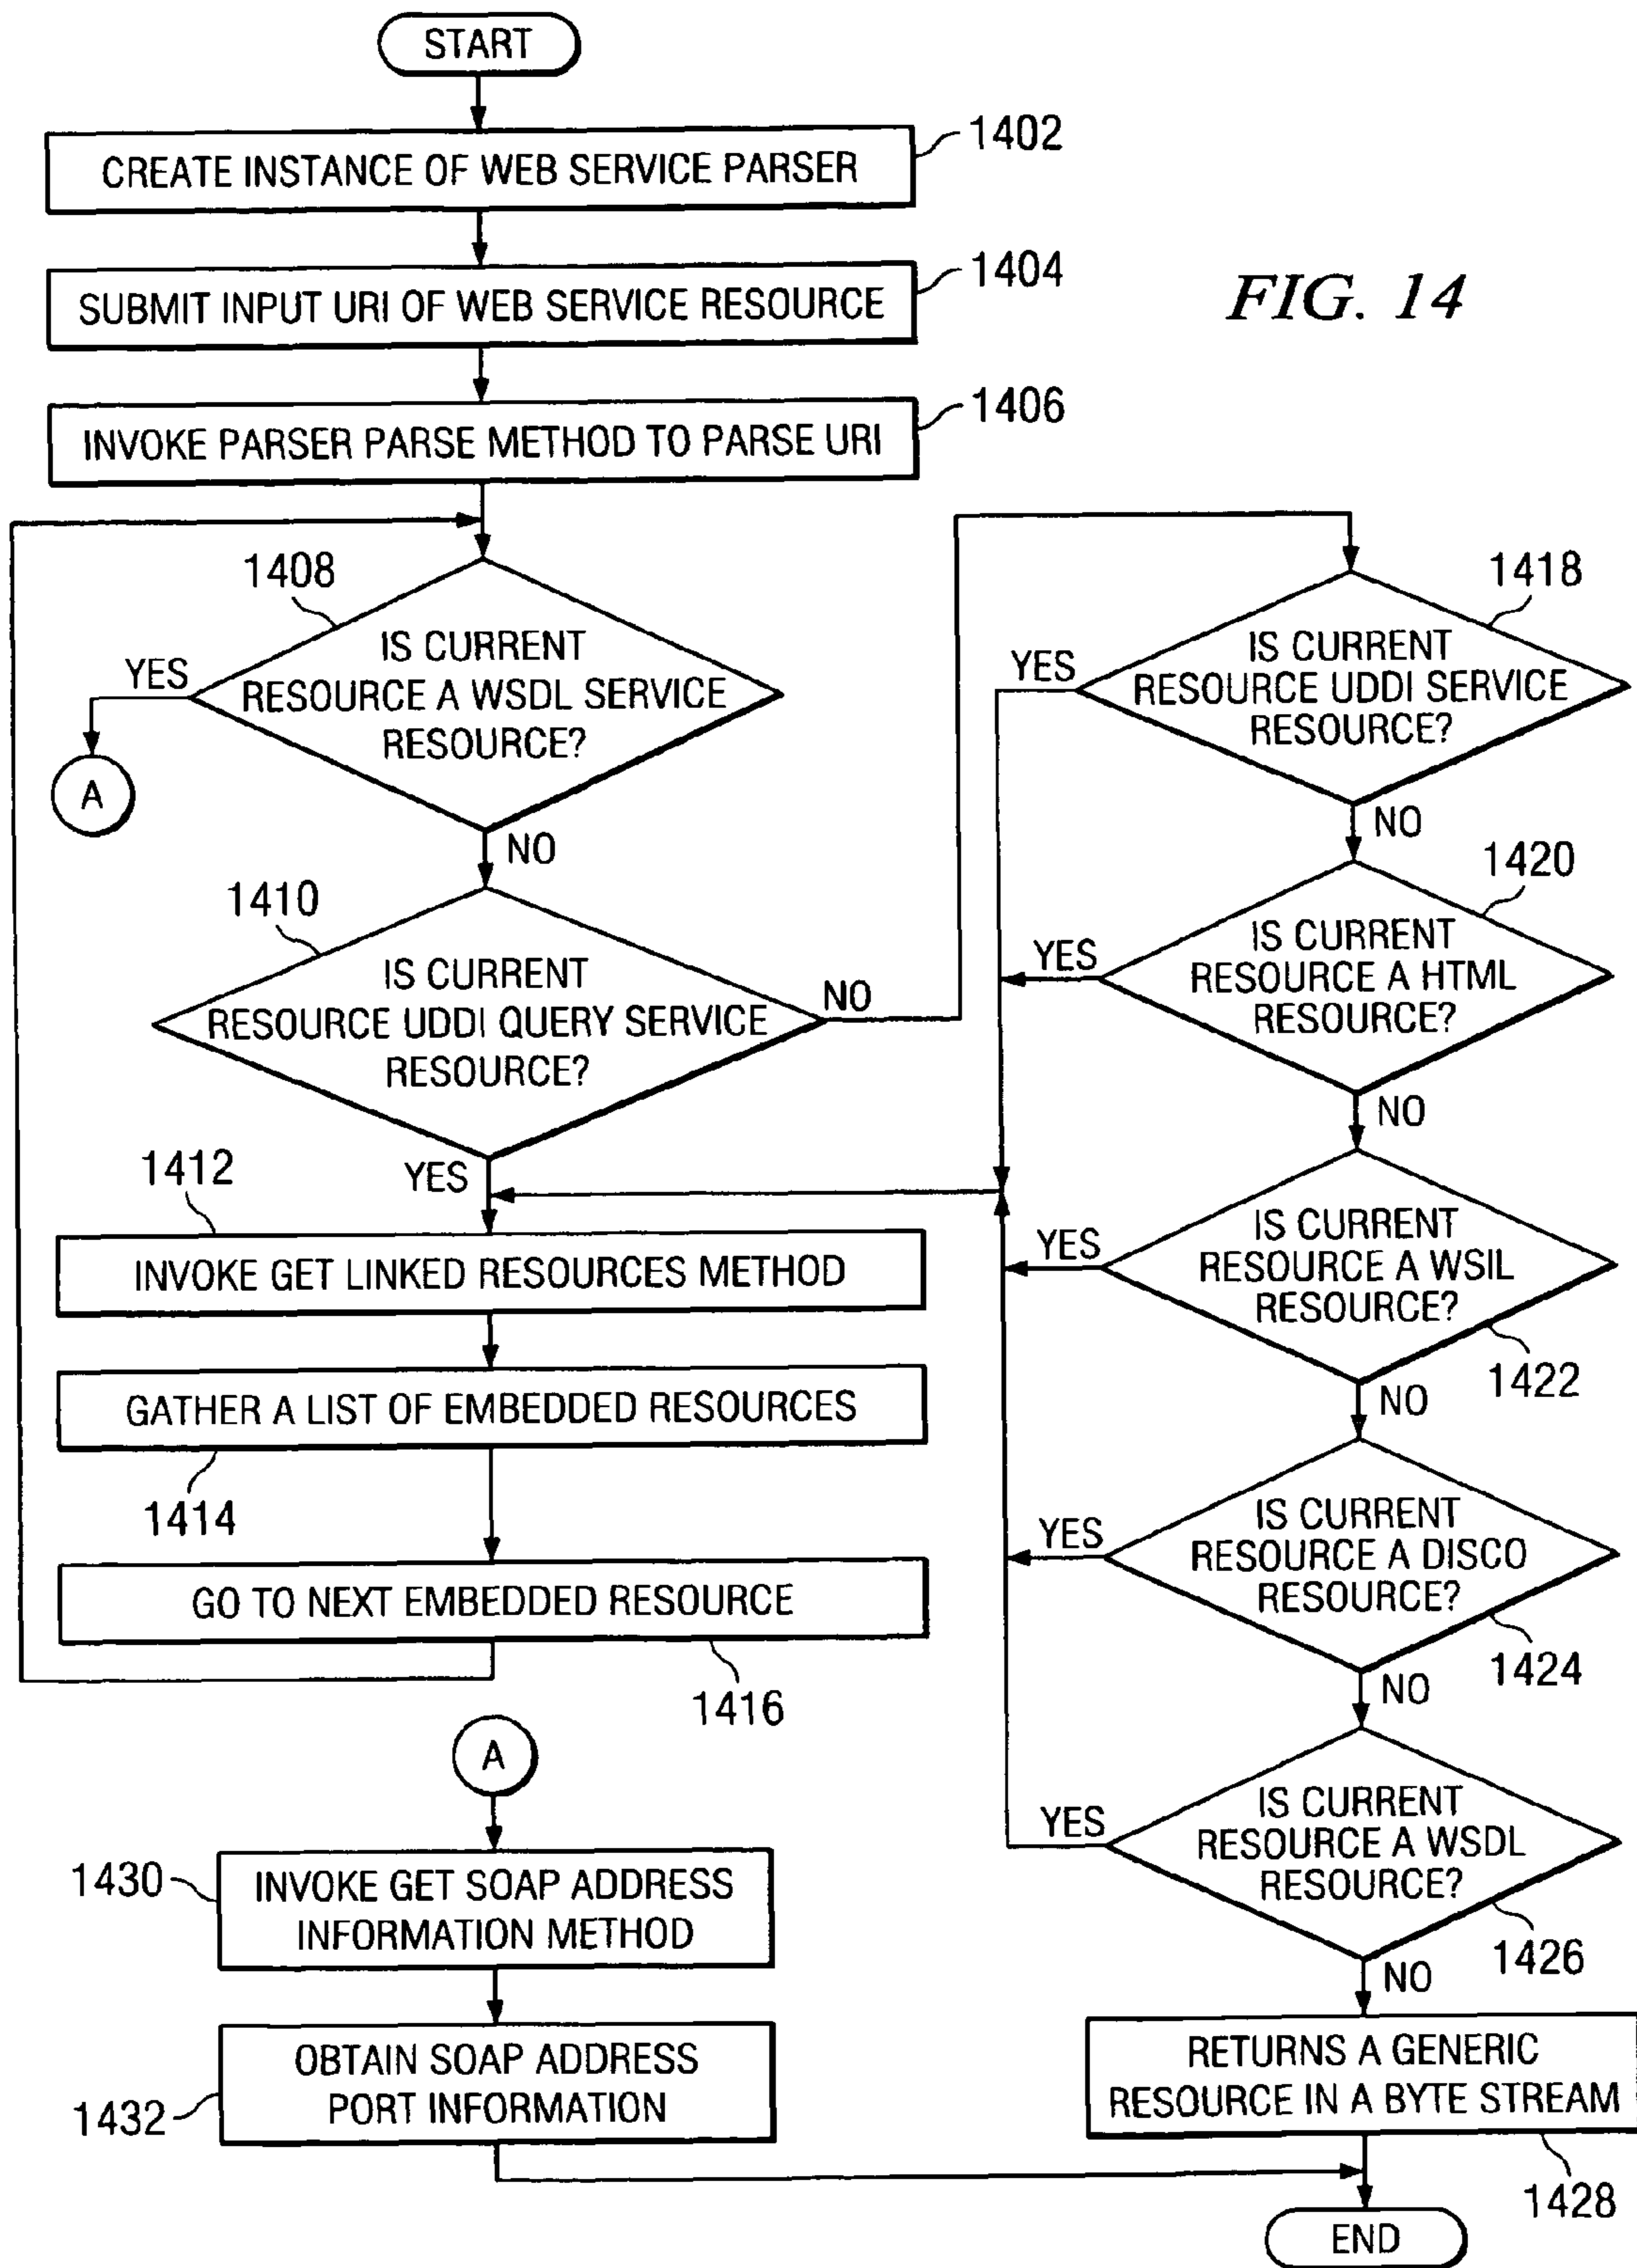 START
CREATE INSTANCE OF WEB SERVICE PARSER
1402
SUBMIT INPUT URI OF WEB SERVICE RESOURCE
1404
FIG. 14
INVOKE PARSER PARSE METHOD TO PARSE URI
1406
1408
IS CURRENT
RESOURCE A WSDL SERVICE
RESOURCE?
YES
A
NO
1410
IS CURRENT
RESOURCE UDDI QUERY SERVICE
RESOURCE?
NO
YES
1412
INVOKE GET LINKED RESOURCES METHOD
GATHER A LIST OF EMBEDDED RESOURCES
1414
GO TO NEXT EMBEDDED RESOURCE
1416
1418
IS CURRENT
RESOURCE UDDI SERVICE
RESOURCE?
YES
NO
1420
IS CURRENT
RESOURCE A HTML
RESOURCE?
YES
NO
IS CURRENT
RESOURCE A WSIL
RESOURCE?
YES
1422
NO
IS CURRENT
RESOURCE A DISCO
RESOURCE?
YES
1424
NO
IS CURRENT
RESOURCE A WSDL
RESOURCE?
YES
1426
NO
RETURNS A GENERIC
RESOURCE IN A BYTE STREAM
1428
A
1430
INVOKE GET SOAP ADDRESS
INFORMATION METHOD
OBTAIN SOAP ADDRESS
PORT INFORMATION
1432
END